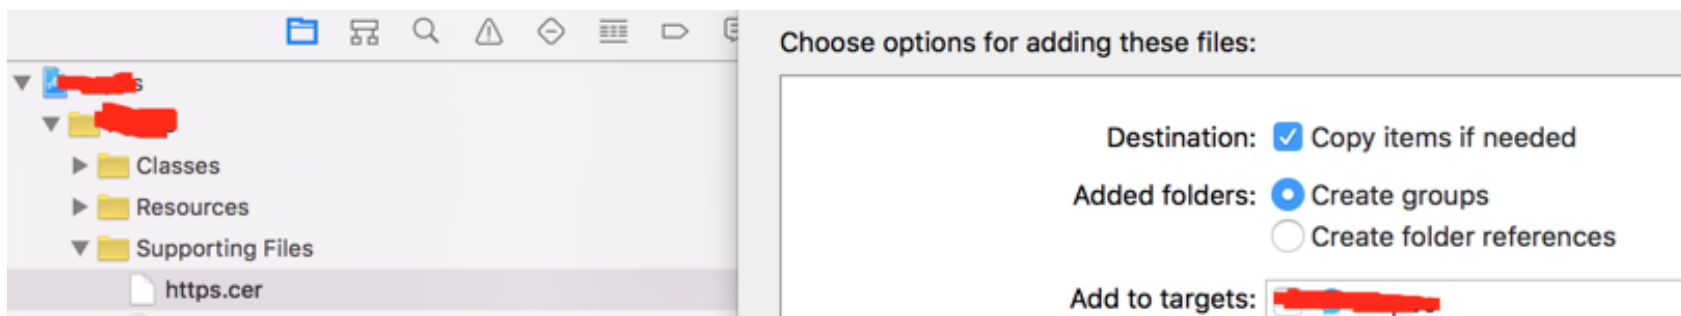 Choose options for adding these files:
Classes
Resources
Supporting Files
https.cer
Destination: Copy items if needed
Added folders: Create groups
Create folder references
Add to targets: